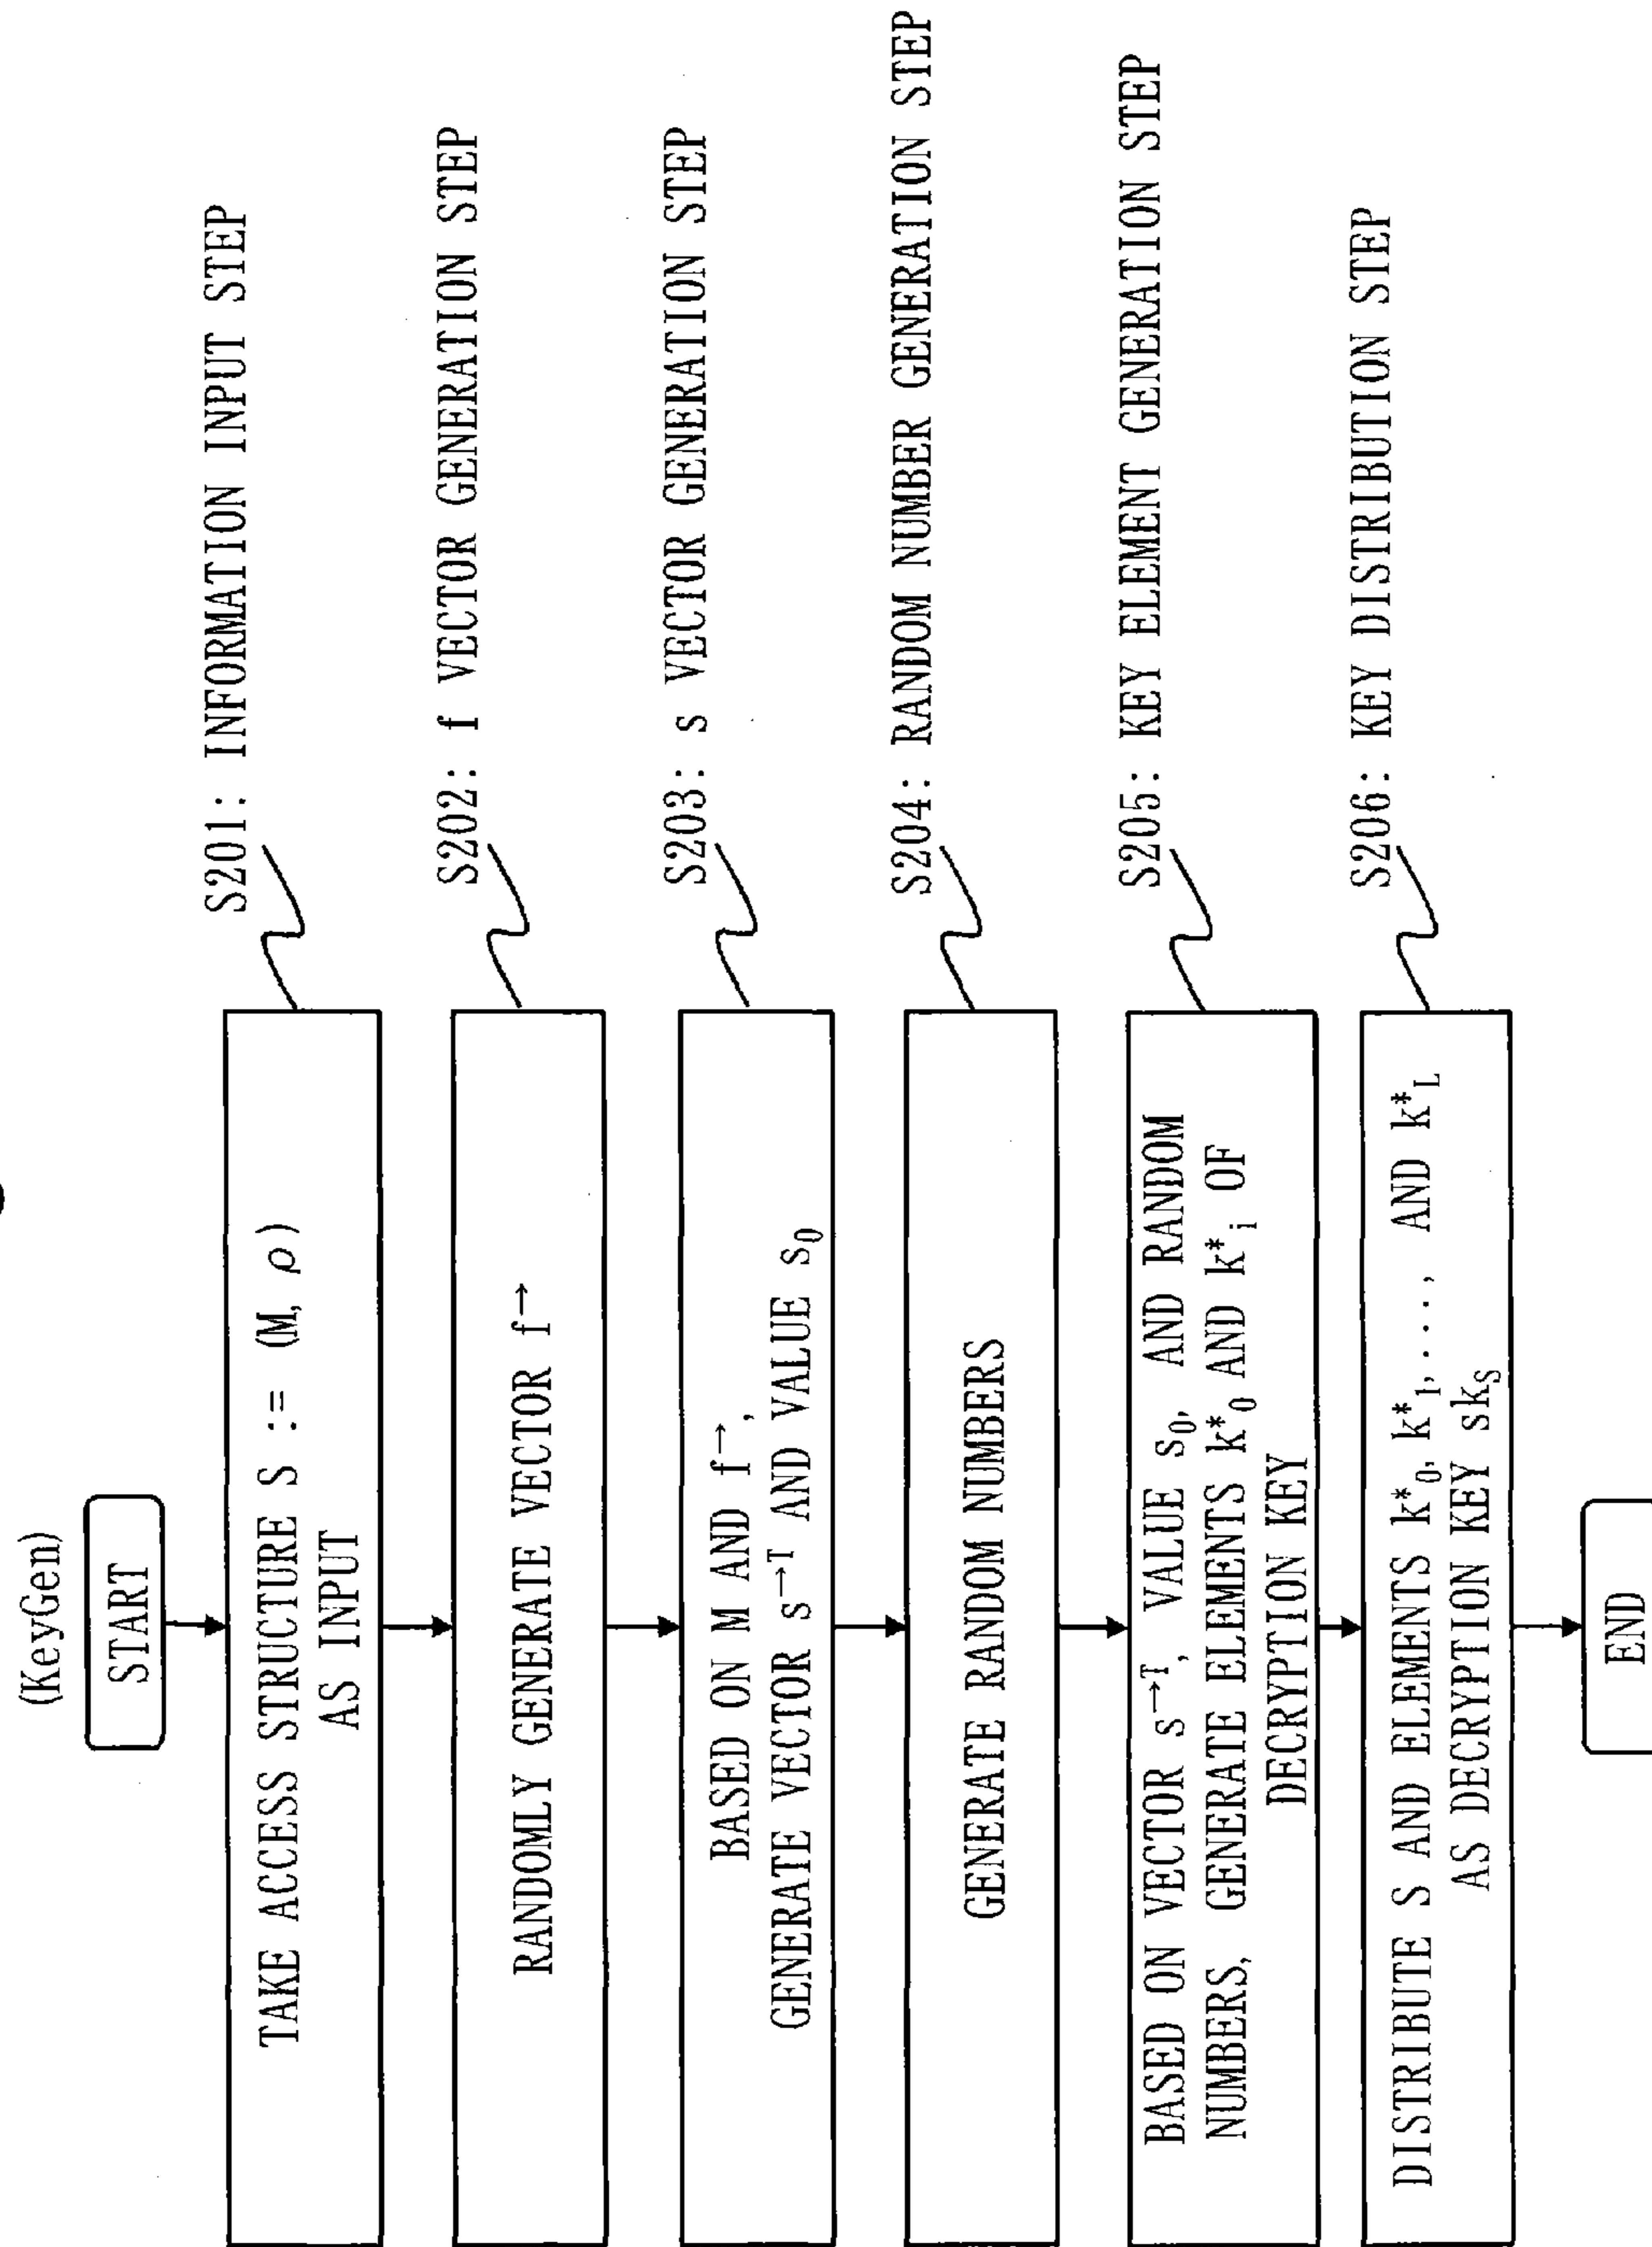 (KeyGen)
START
TAKE ACCESS STRUCTURE S := (M, ρ)
AS INPUT
S201: INFORMATION INPUT STEP
RANDOMLY GENERATE VECTOR f→
S202: f VECTOR GENERATION STEP
BASED ON M AND f→,
GENERATE VECTOR s→T AND VALUE s0
S203: s VECTOR GENERATION STEP
GENERATE RANDOM NUMBERS
S204: RANDOM NUMBER GENERATION STEP
BASED ON VECTOR s→T, VALUE s0, AND RANDOM
NUMBERS, GENERATE ELEMENTS k*0 AND k*i OF
DECRYPTION KEY
S205: KEY ELEMENT GENERATION STEP
DISTRIBUTE S AND ELEMENTS k*0, k*1, ...., AND k*L
AS DECRYPTION KEY skS
S206: KEY DISTRIBUTION STEP
END